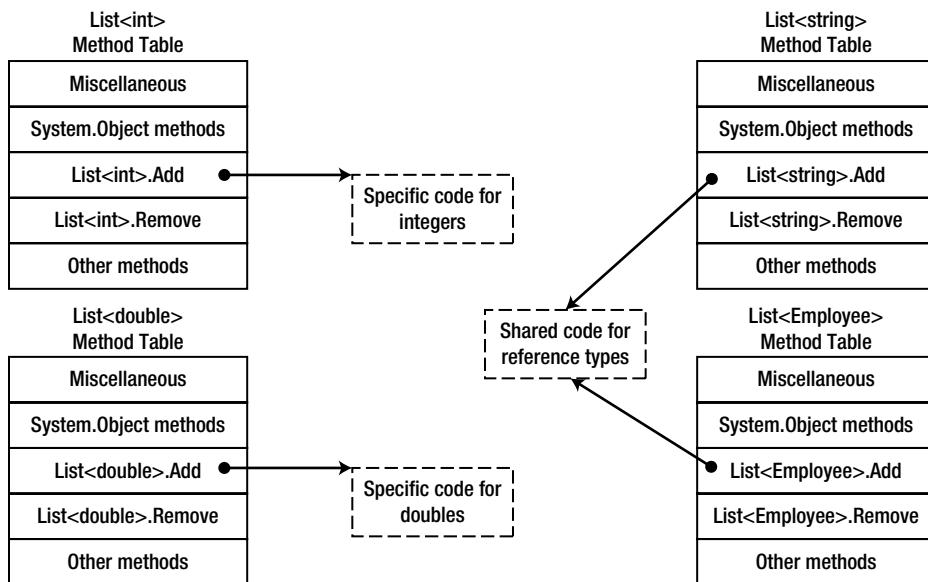 List<int>
Method Table
Miscellaneous
System.Object methods
List<int>.Add
List<int>.Remove
Other methods
Specific code for
integers
List<string>
Method Table
Miscellaneous
System.Object methods
List<string>.Add
List<string>.Remove
Other methods
Shared code for
reference types
List<double>
Method Table
Miscellaneous
System.Object methods
List<double>.Add
List<double>.Remove
Other methods
Specific code for
doubles
List<Employee>
Method Table
Miscellaneous
System.Object methods
List<Employee>.Add
List<Employee>.Remove
Other methods